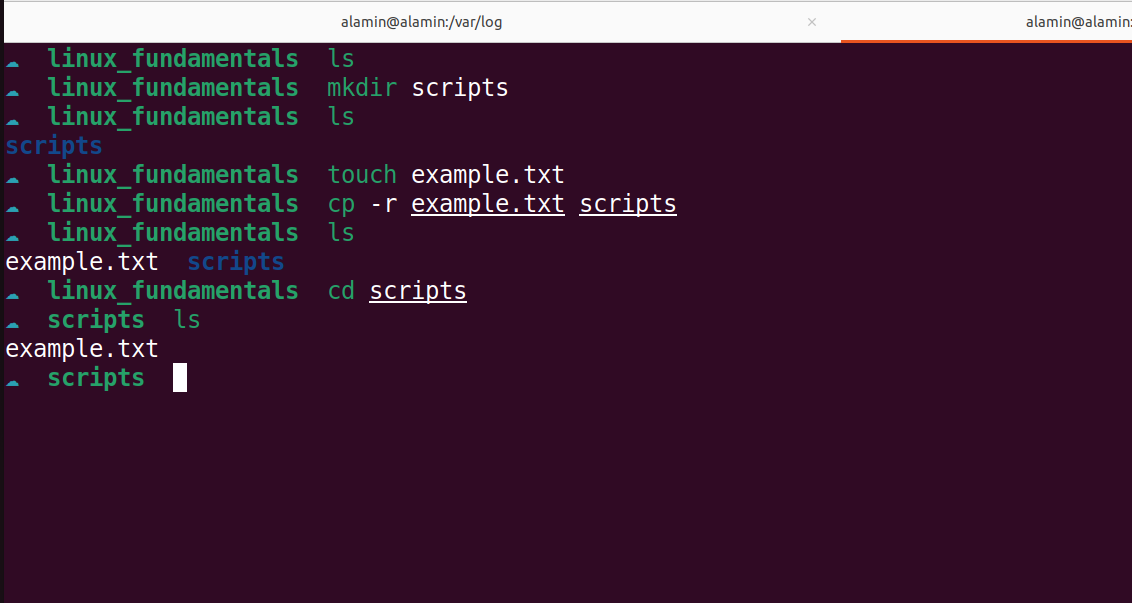 alamin@alamin:/var/log × alamin@alamin:
☁ linux_fundamentals ls
☁ linux_fundamentals mkdir scripts
☁ linux_fundamentals ls
scripts
☁ linux_fundamentals touch example.txt
☁ linux_fundamentals cp -r example.txt scripts
☁ linux_fundamentals ls
example.txt scripts
☁ linux_fundamentals cd scripts
☁ scripts ls
example.txt
☁ scripts